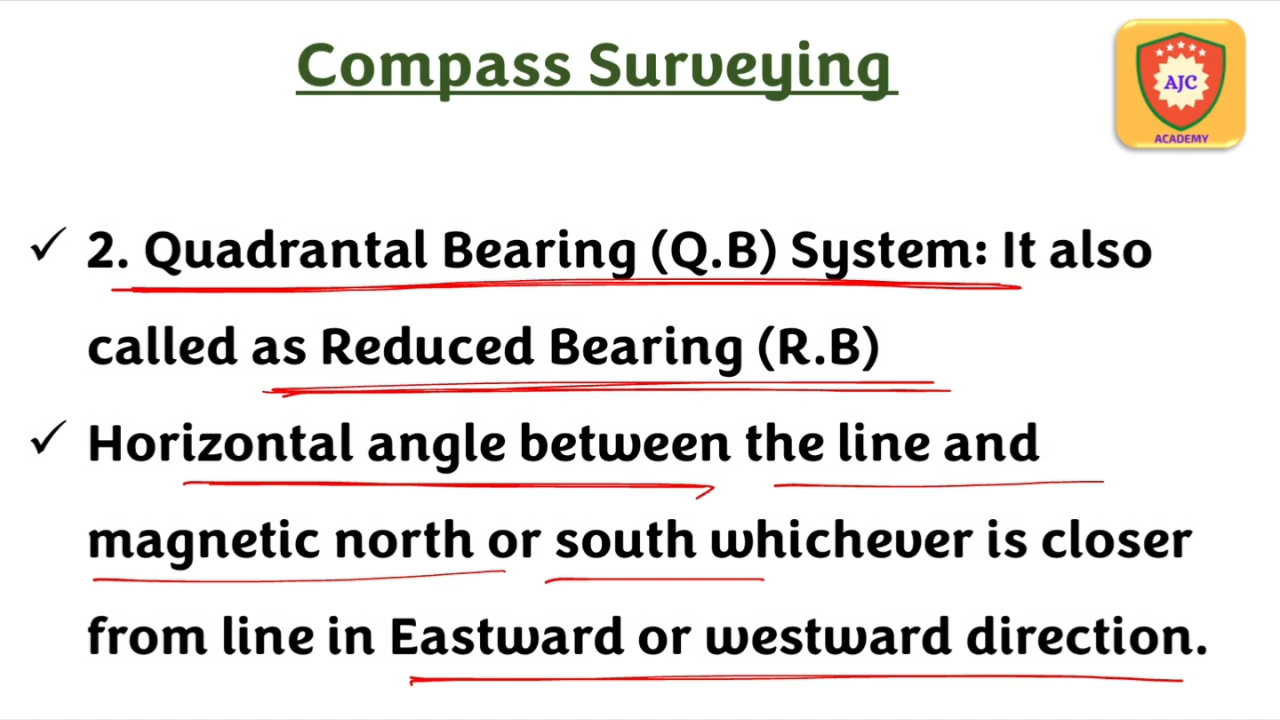 Compass Surveying
AJC
ACADEMY
✓ 2. Quadrantal Bearing (Q.B) System: It also
called as Reduced Bearing (R.B)
✓ Horizontal angle between the line and
magnetic north or south whichever is closer
from line in Eastward or westward direction.